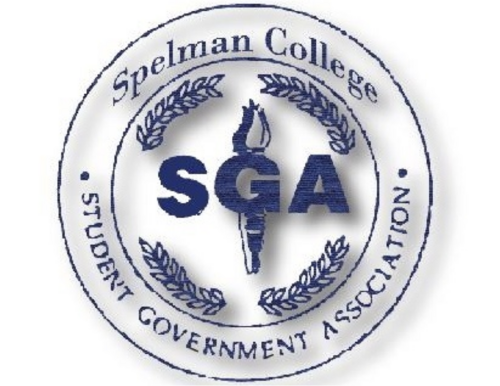 Spelman College
SGA
• STUDENT GOVERNMENT ASSOCIATION •